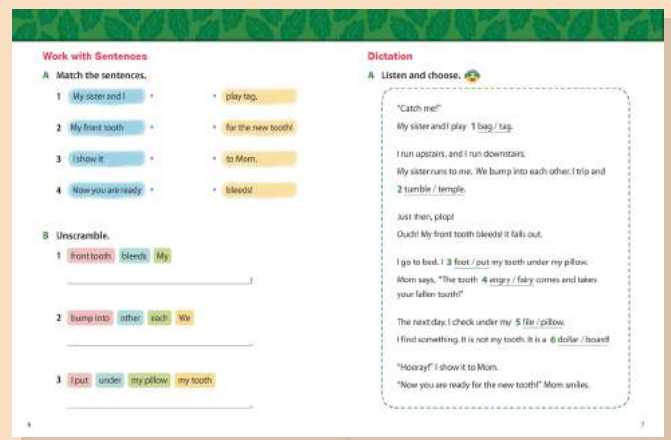 Work with Sentences
A Match the sentences.
1 My sister and I • • play tag.
2 My front tooth • • for the new tooth!
3 I show it • • to Mom.
4 Now you are ready • • bleeds!
B Unscramble.
1 front tooth bleeds My
!
2 bump into other each We
.
3 I put under my pillow my tooth
.
6
Dictation
A Listen and choose.
"Catch me!"
My sister and I play 1 bag / tag.
I run upstairs, and I run downstairs.
My sister runs to me. We bump into each other. I trip and
2 tumble / temple.
Just then, plop!
Ouch! My front tooth bleeds! It falls out.
I go to bed. I 3 foot / put my tooth under my pillow.
Mom says, "The tooth 4 angry / fairy comes and takes
your fallen tooth!"
The next day, I check under my 5 file / pillow.
I find something. It is not my tooth. It is a 6 dollar / board!
"Hooray!" I show it to Mom.
"Now you are ready for the new tooth!" Mom smiles.
7